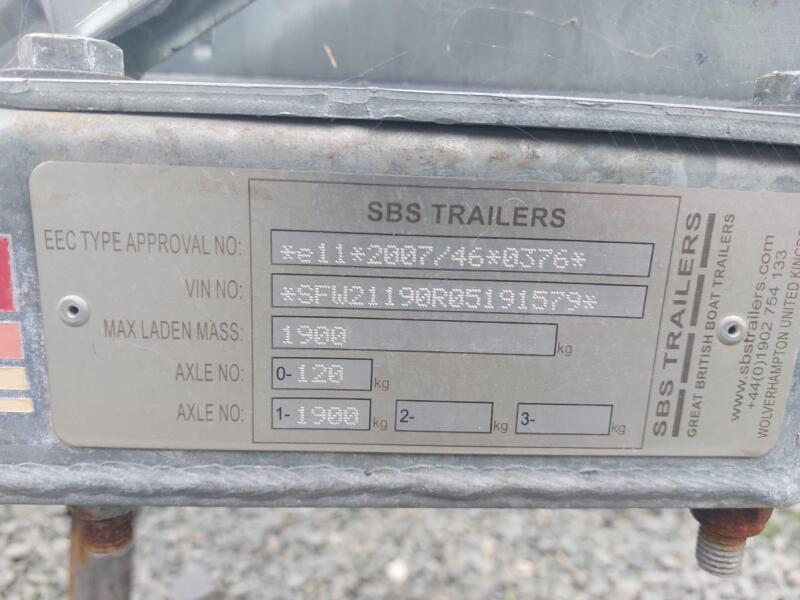 SBS TRAILERS
EEC TYPE APPROVAL NO: *e11*2007/46*0376*
VIN NO: *SFW21190R05191579*
MAX LADEN MASS: 1900 kg
AXLE NO: 0- 120 kg
AXLE NO: 1- 1900 kg 2- kg 3- kg
SBS TRAILERS
GREAT BRITISH BOAT TRAILERS
www.sbstrailers.com
+44(0)1902 754 133
WOLVERHAMPTON UNITED KINGDO